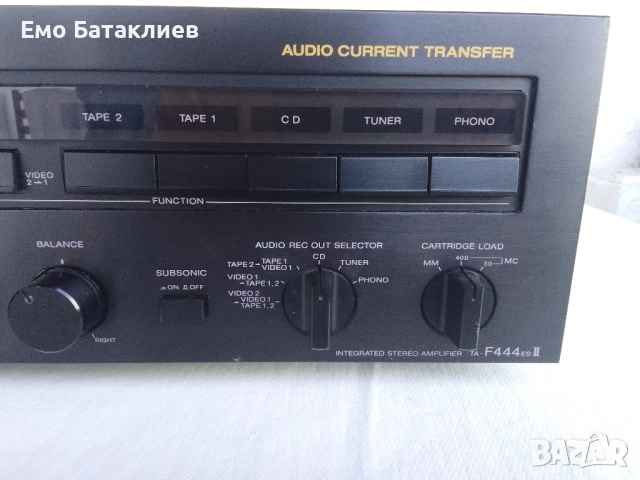 Емо Батаклиев
AUDIO CURRENT TRANSFER
TAPE 2 TAPE 1 CD TUNER PHONO
VIDEO
2→1
FUNCTION
BALANCE
RIGHT
SUBSONIC
ON OFF
AUDIO REC OUT SELECTOR
CD
TAPE 2 TAPE 1
VIDEO 1
TUNER
VIDEO 1
TAPE 1,2
PHONO
VIDEO 2
VIDEO 1
TAPE 1,2
CARTRIDGE LOAD
MM 400 30 MC
INTEGRATED STEREO AMPLIFIER TA-F444ES II
BAZAR